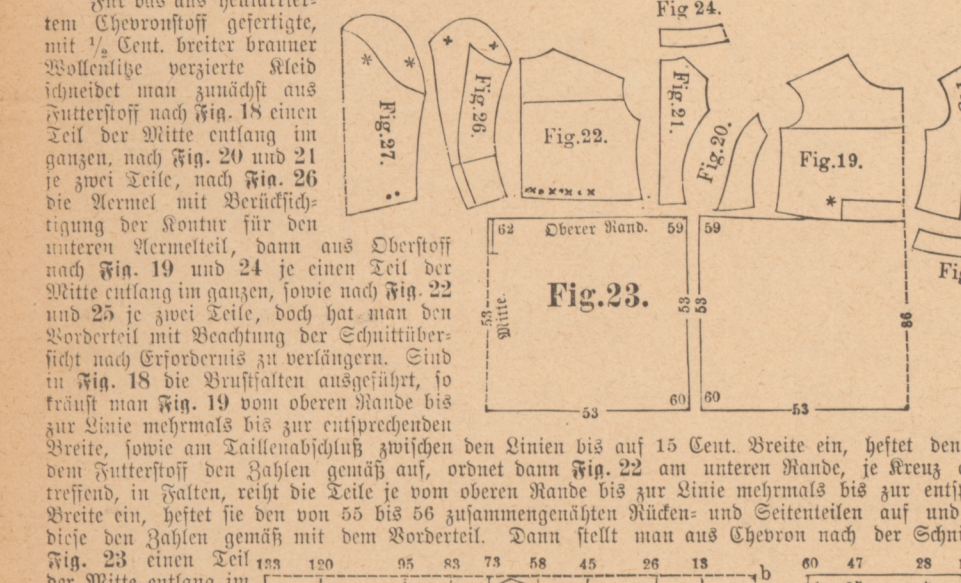 Für das aus
tem Chevronstoff gefertigte,
mit ½ Cent. breiter brauner
Wollenlitze verzierte Kleid
schneidet man zunächst aus
Futterstoff nach Fig. 18 einen
Teil der Mitte entlang im
ganzen, nach Fig. 20 und 21
je zwei Teile, nach Fig. 26
die Aermel mit Berücksich=
tigung der Kontur für den
unteren Aermelteil, dann aus Oberstoff
nach Fig. 19 und 24 je einen Teil der
Mitte entlang im ganzen, sowie nach Fig. 22
und 25 je zwei Teile, doch hat man den
Vorderteil mit Beachtung der Schnittüber=
sicht nach Erfordernis zu verlängern. Sind
in Fig. 18 die Brustfalten ausgeführt, so
kräust man Fig. 19 vom oberen Rande bis
zur Linie mehrmals bis zur entsprechenden
Breite, sowie am Taillenabschluß zwischen den Linien bis auf 15 Cent. Breite ein, heftet den
dem Futterstoff den Zahlen gemäß auf, ordnet dann Fig. 22 am unteren Rande, je Kreuz
treffend, in Falten, reiht die Teile je vom oberen Rande bis zur Linie mehrmals bis zur
Breite ein, heftet sie den von 55 bis 56 zusammengenähten Rücken= und Seitenteilen auf und
diese den Zahlen gemäß mit dem Vorderteil. Dann stellt man aus Chevron nach der
Fig. 23 einen Teil
der Mitte entlang im
Fig 24.
Fig. 27.
Fig. 26.
Fig. 22.
Fig. 21.
Fig. 20.
Fig. 19.
62 Oberer Rand. 59
59
Fig. 23.
Mitte.
53
53
53
86
60
60
53
53
133 120 95 83 73 58 45 26 13 b 60 47 28